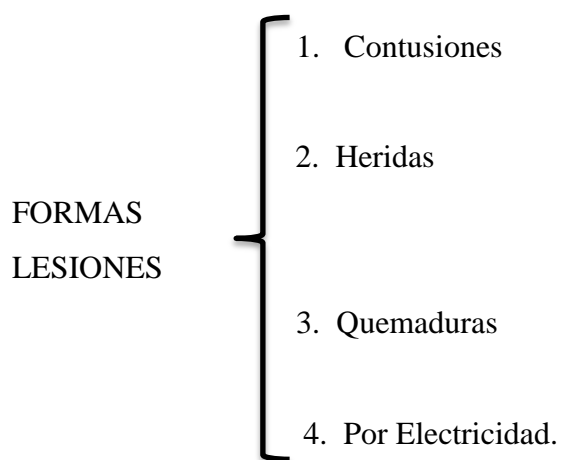 FORMAS
LESIONES
1. Contusiones
2. Heridas
3. Quemaduras
4. Por Electricidad.